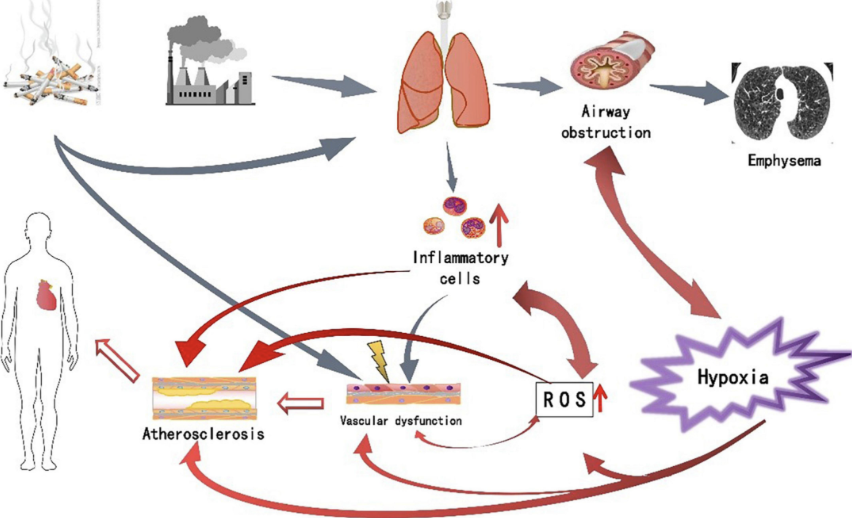 Airway
obstruction
Emphysema
Inflammatory
cells
Hypoxia
ROS
Vascular dysfunction
Atherosclerosis